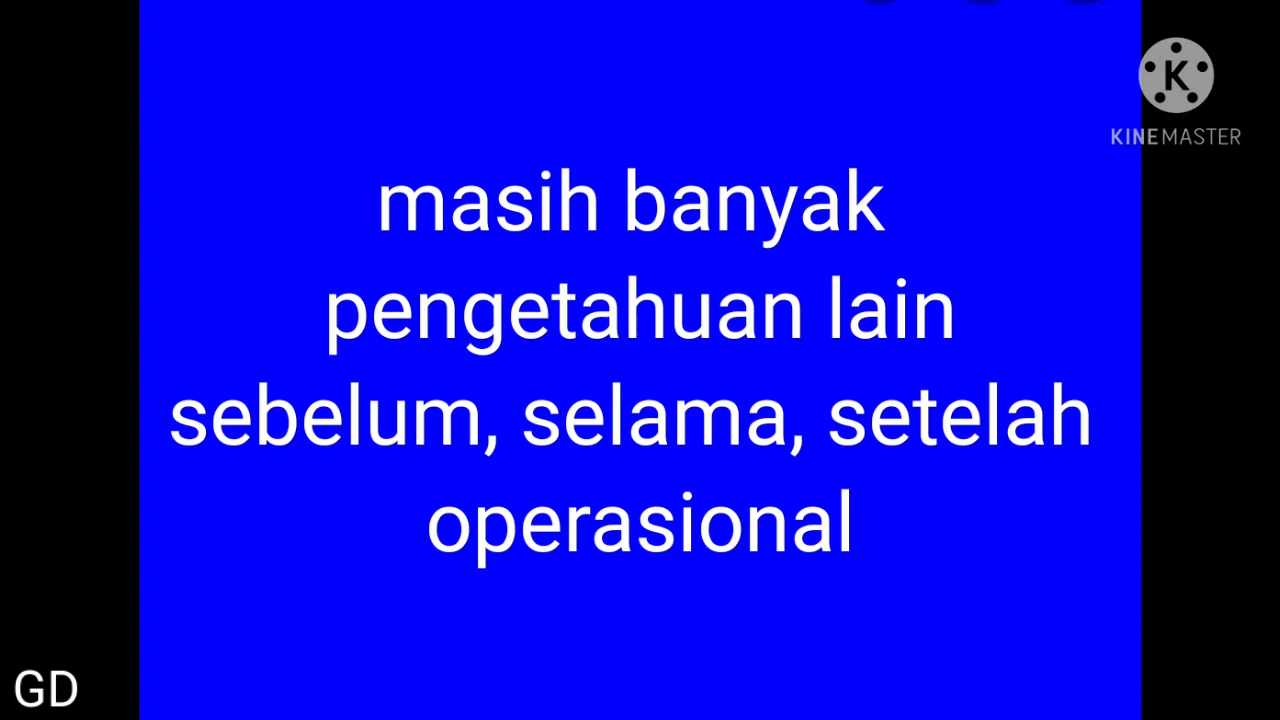 KINEMASTER
masih banyak
pengetahuan lain
sebelum, selama, setelah
operasional
GD